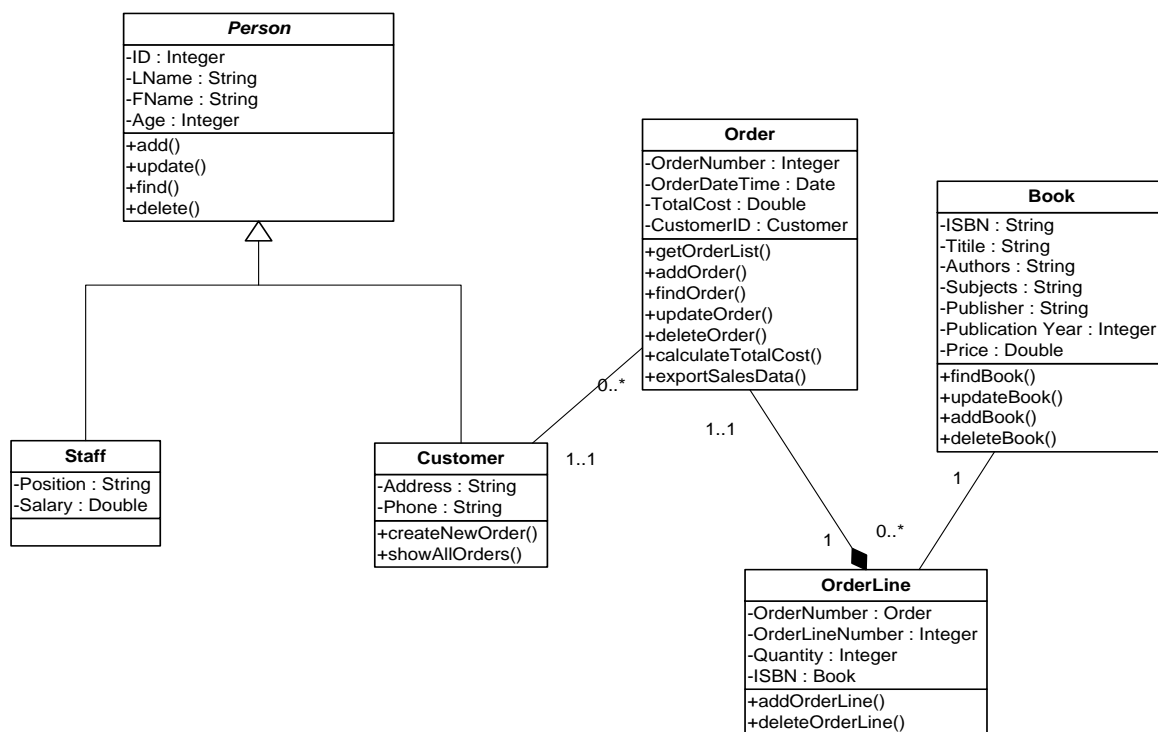 Person
-ID : Integer
-LName : String
-FName : String
-Age : Integer
+add()
+update()
+find()
+delete()
Order
-OrderNumber : Integer
-OrderDateTime : Date
-TotalCost : Double
-CustomerID : Customer
+getOrderList()
+addOrder()
+findOrder()
+updateOrder()
+deleteOrder()
+calculateTotalCost()
+exportSalesData()
Book
-ISBN : String
-Titile : String
-Authors : String
-Subjects : String
-Publisher : String
-Publication Year : Integer
-Price : Double
+findBook()
+updateBook()
+addBook()
+deleteBook()
0..*
1..1
1..1
1
0..*
1
Staff
-Position : String
-Salary : Double
Customer
-Address : String
-Phone : String
+createNewOrder()
+showAllOrders()
OrderLine
-OrderNumber : Order
-OrderLineNumber : Integer
-Quantity : Integer
-ISBN : Book
+addOrderLine()
+deleteOrderLine()